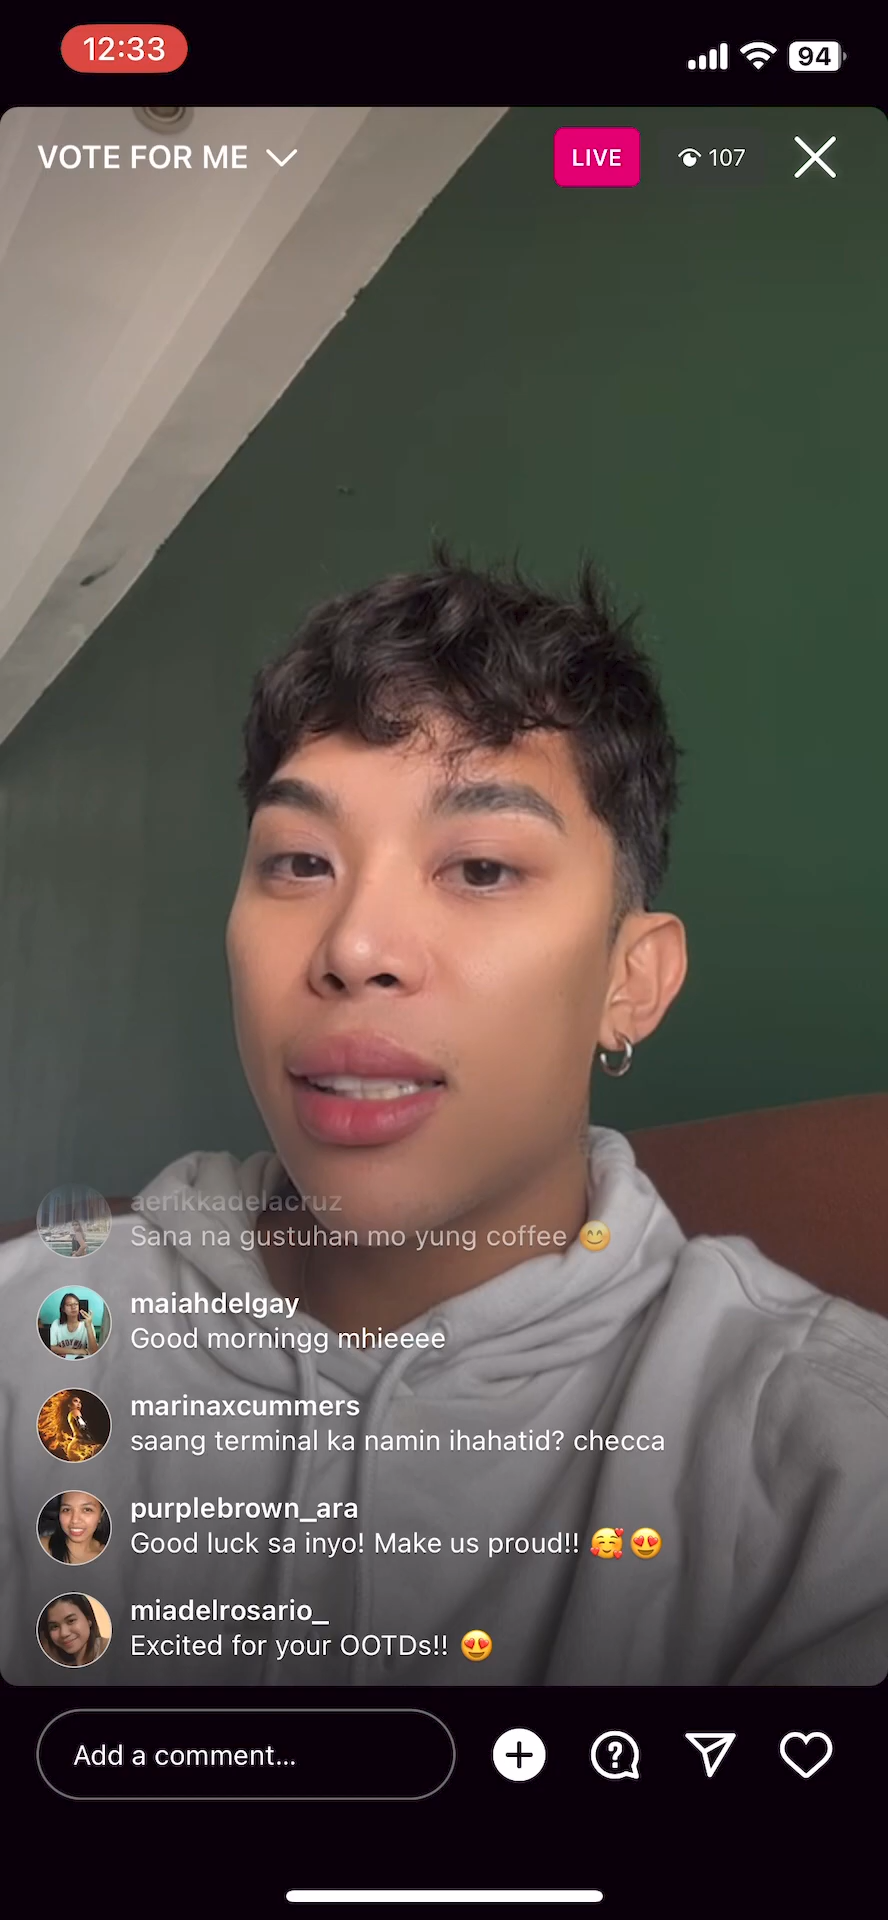 12:33
94
VOTE FOR ME
LIVE
107
aerikkadelacruz
Sana na gustuhan mo yung coffee 😊
maiahdelgay
Good morningg mhieeee
marinaxcummers
saang terminal ka namin ihahatid? checca
purplebrown_ara
Good luck sa inyo! Make us proud!! 🥰😍
miadelrosario_
Excited for your OOTDs!! 😍
Add a comment...